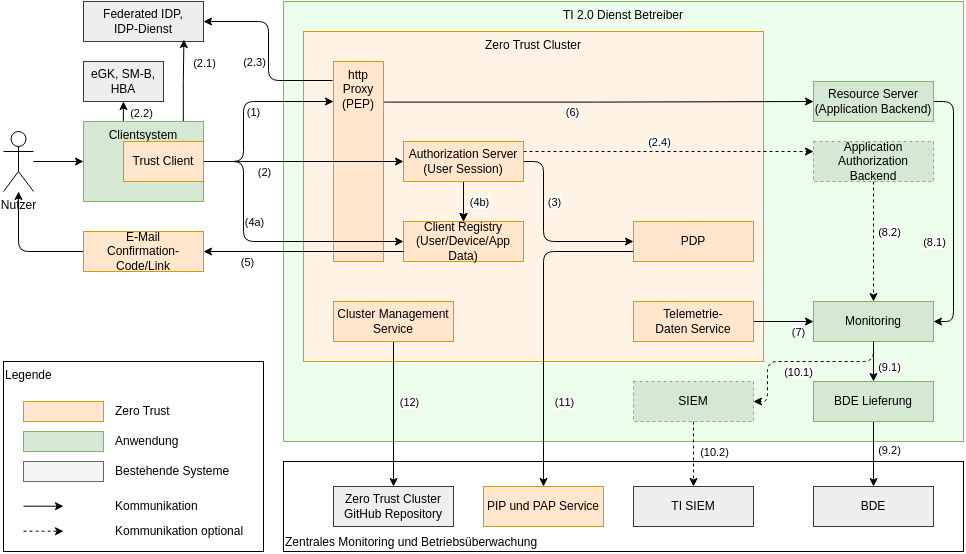 Federated IDP,
IDP-Dienst
TI 2.0 Dienst Betreiber
Zero Trust Cluster
(2.1)
(2.3)
eGK, SM-B,
HBA
http
Proxy
(PEP)
Resource Server
(Application Backend)
(2.2)
(1)
(6)
Clientsystem
Trust Client
(2)
Authorization Server
(User Session)
(2.4)
Application
Authorization
Backend
Nutzer
(4a)
(4b)
(3)
(8.2)
(8.1)
E-Mail
Confirmation-
Code/Link
(5)
Client Registry
(User/Device/App
Data)
PDP
Cluster Management
Service
Telemetrie-
Daten Service
(7)
Monitoring
(10.1)
(9.1)
Legende
Zero Trust
Anwendung
Bestehende Systeme
Kommunikation
Kommunikation optional
(12)
(11)
SIEM
BDE Lieferung
(10.2)
(9.2)
Zero Trust Cluster
GitHub Repository
PIP und PAP Service
TI SIEM
BDE
Zentrales Monitoring und Betriebsüberwachung